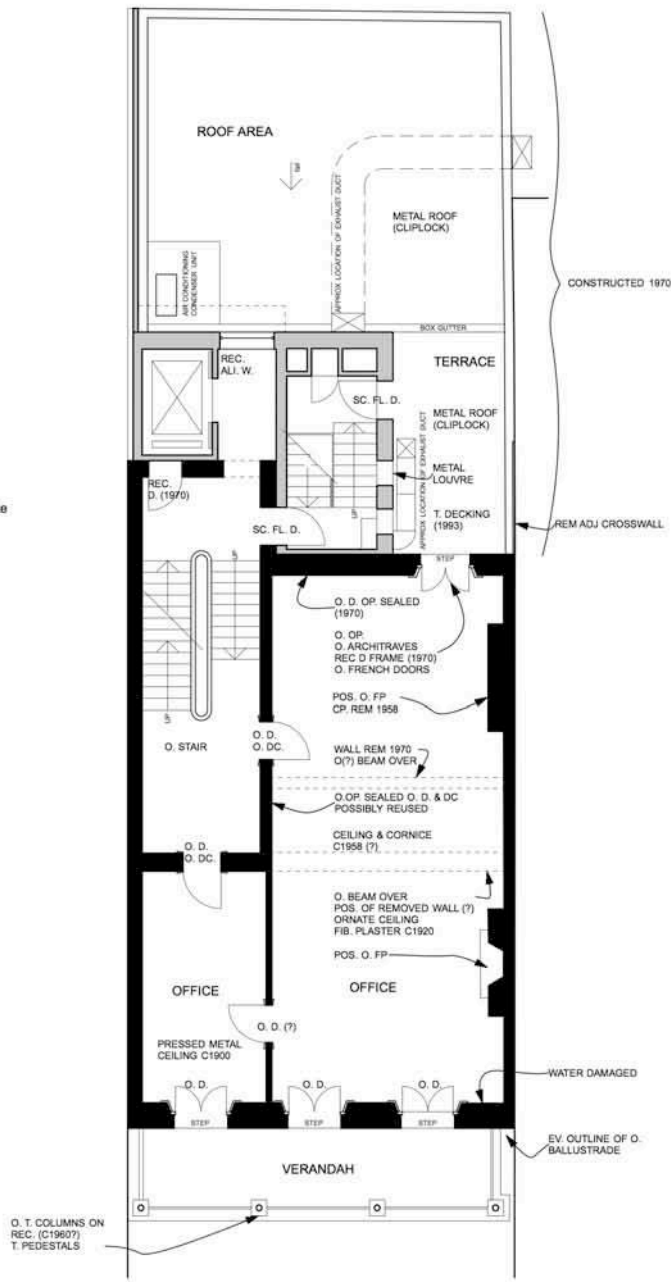 ROOF AREA
fall
APPROX LOCATION OF EXHAUST DUCT
METAL ROOF
(CLIPLOCK)
AIR CONDITIONING
CONDENSER UNIT
CONSTRUCTED 1970
BOX GUTTER
REC.
ALI. W.
TERRACE
SC. FL. D.
METAL ROOF
(CLIPLOCK)
METAL
LOUVRE
APPROX LOCATION OF EXHAUST DUCT
REC.
D. (1970)
UP
T. DECKING
(1993)
REM ADJ CROSSWALL
SC. FL. D.
STEP
UP
O. D. OP. SEALED
(1970)
O. OP.
O. ARCHITRAVES
REC D FRAME (1970)
O. FRENCH DOORS
POS. O. FP
CP. REM 1958
UP
O. STAIR
O. D.
O. DC.
WALL REM 1970
O(?) BEAM OVER
O.OP. SEALED O. D. & DC
POSSIBLY REUSED
CEILING & CORNICE
C1958 (?)
O. D.
O. DC.
O. BEAM OVER
POS. OF REMOVED WALL (?)
ORNATE CEILING
FIB. PLASTER C1920
POS. O. FP
OFFICE
OFFICE
O. D. (?)
PRESSED METAL
CEILING C1900
WATER DAMAGED
O. D.
O. D.
O. D.
STEP
STEP
STEP
EV. OUTLINE OF O.
BALLUSTRADE
VERANDAH
O. T. COLUMNS ON
REC. (C1960?)
T. PEDESTALS